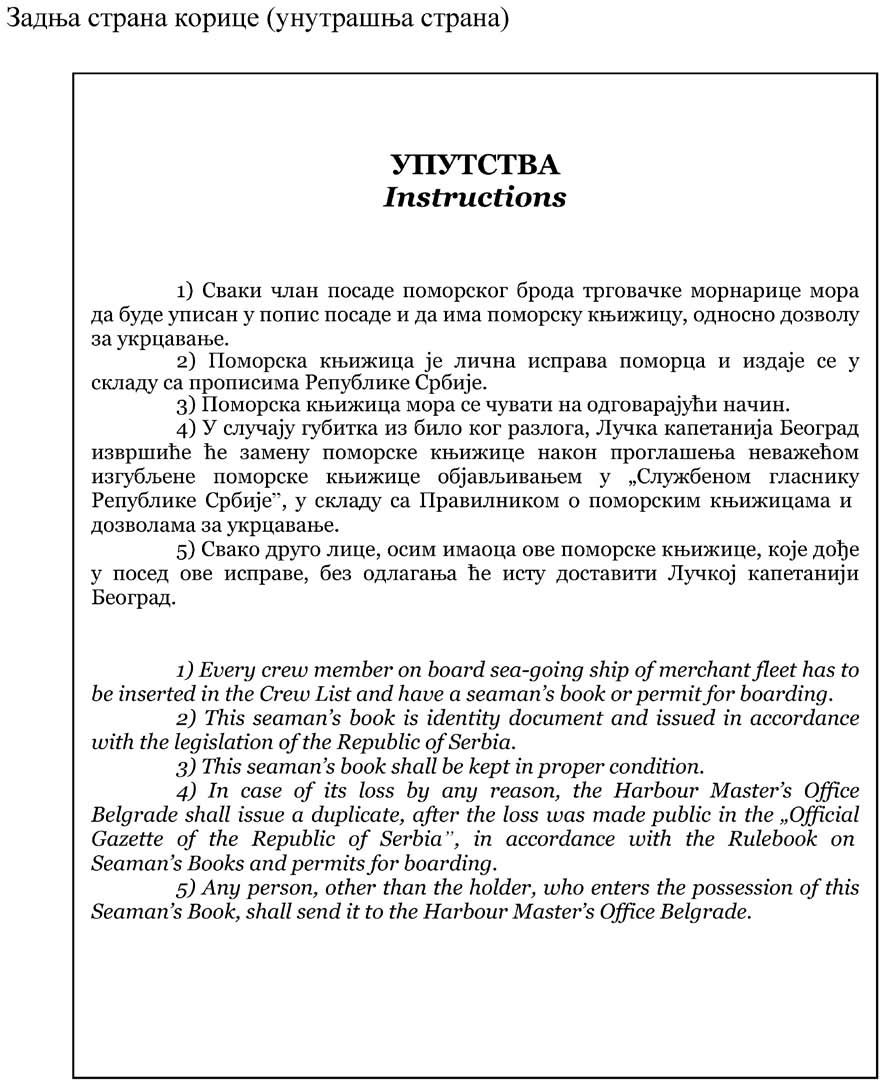 Задња страна корице (унутрашња страна)
УПУТСТВА
Instructions
1) Сваки члан посаде поморског брода трговачке морнарице мора
да буде уписан у попис посаде и да има поморску књижицу, односно дозволу
за укрцавање.
2) Поморска књижица је лична исправа поморца и издаје се у
складу са прописима Републике Србије.
3) Поморска књижица мора се чувати на одговарајући начин.
4) У случају губитка из било ког разлога, Лучка капетанија Београд
извршиће ће замену поморске књижице након проглашења неважећом
изгубљене поморске књижице објављивањем у „Службеном гласнику
Републике Србије”, у складу са Правилником о поморским књижицама и
дозволама за укрцавање.
5) Свако друго лице, осим имаоца ове поморске књижице, које дође
у посед ове исправе, без одлагања ће исту доставити Лучкој капетанији
Београд.
1) Every crew member on board sea-going ship of merchant fleet has to
be inserted in the Crew List and have a seaman’s book or permit for boarding.
2) This seaman’s book is identity document and issued in accordance
with the legislation of the Republic of Serbia.
3) This seaman’s book shall be kept in proper condition.
4) In case of its loss by any reason, the Harbour Master’s Office
Belgrade shall issue a duplicate, after the loss was made public in the „Official
Gazette of the Republic of Serbia”, in accordance with the Rulebook on
Seaman’s Books and permits for boarding.
5) Any person, other than the holder, who enters the possession of this
Seaman’s Book, shall send it to the Harbour Master’s Office Belgrade.